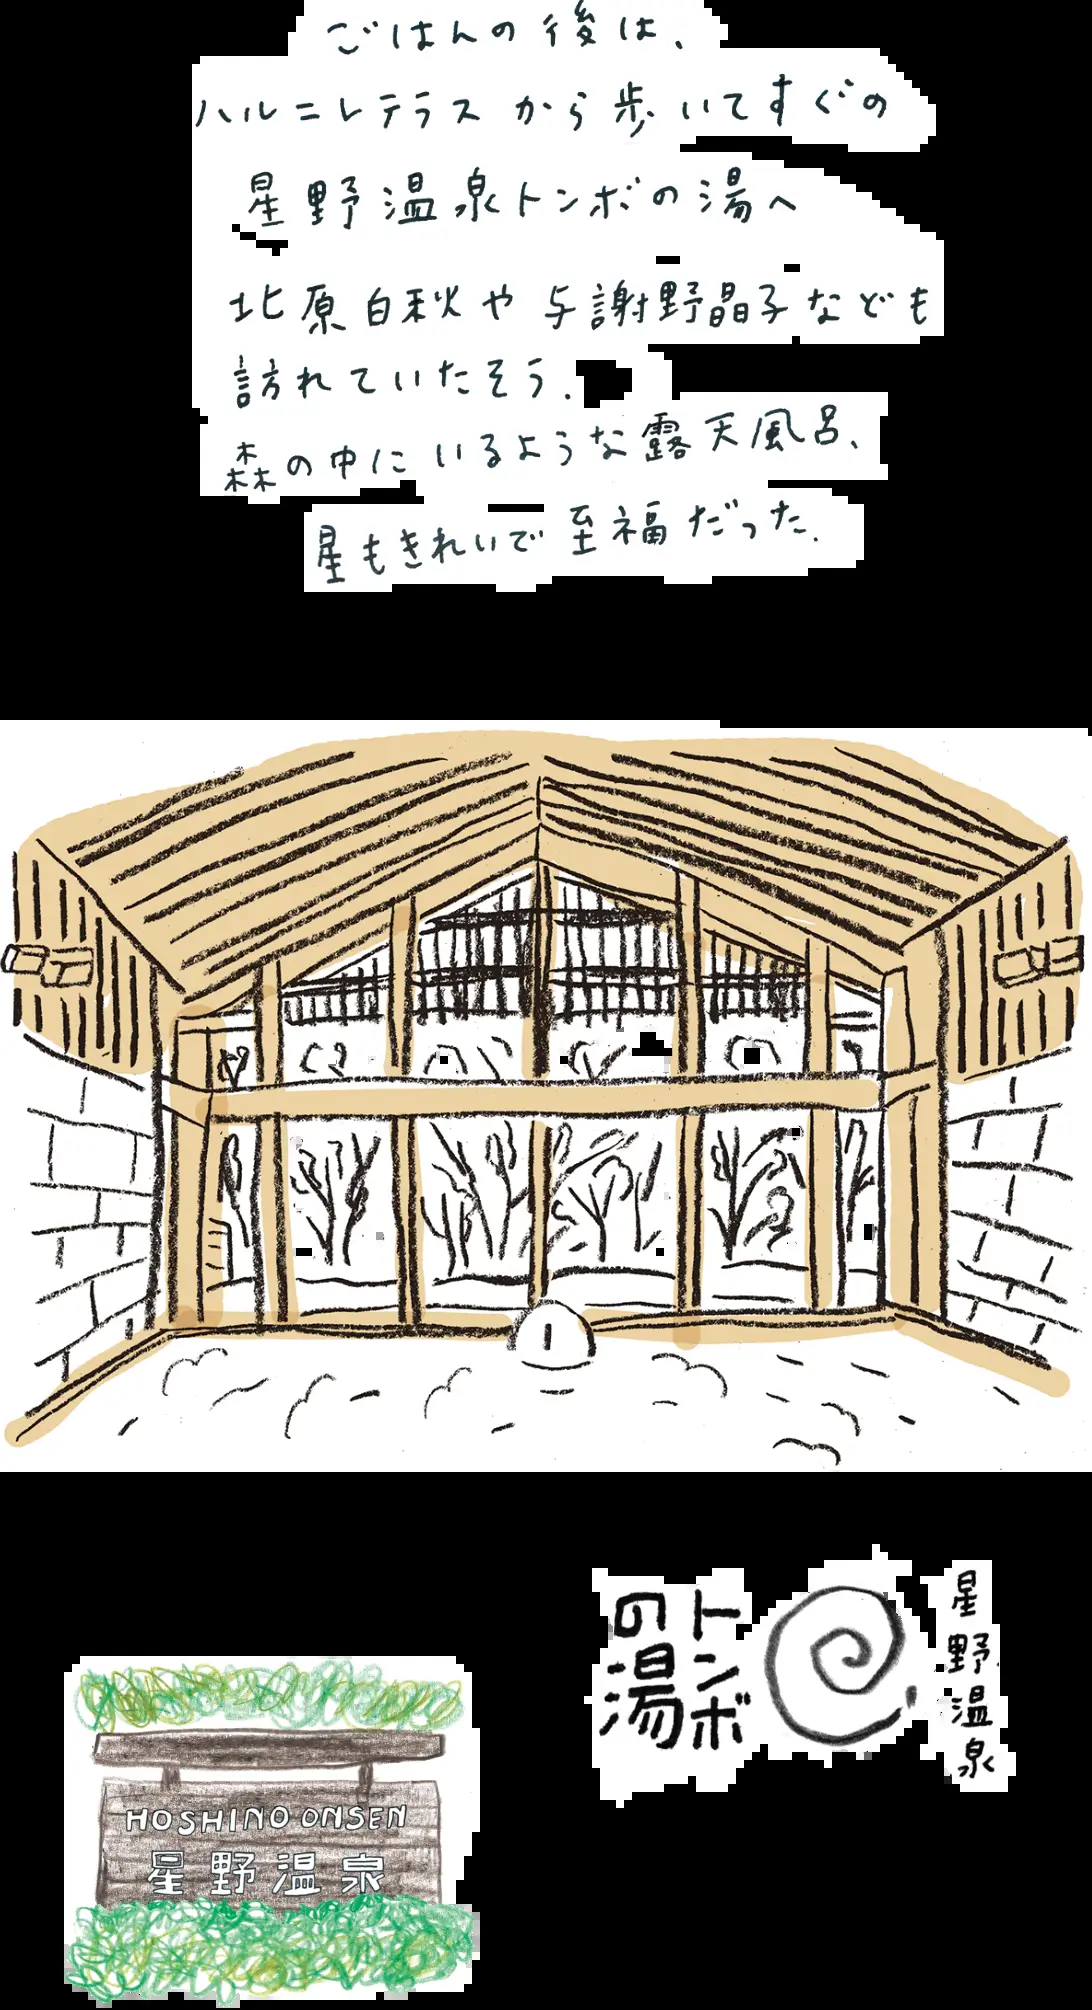 ごはんの後は、
ハルニレテラスから歩いてすぐの
星野温泉トンボの湯へ
北原白秋や与謝野晶子なども
訪れていたそう.
森の中にいるような露天風呂、
星もきれいで至福だった.
星野温泉
トンボ
の湯
HOSHINO ONSEN
星野温泉